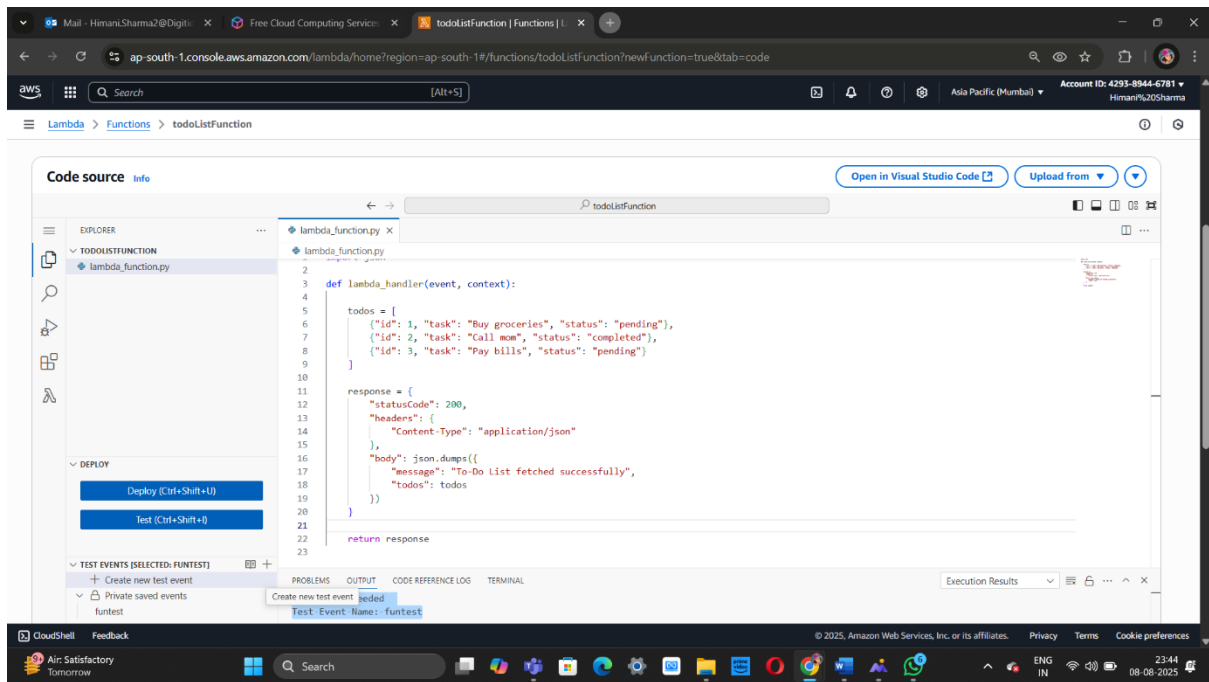 Mail - Himani.Sharma2@Digitic
Free Cloud Computing Services
todoListFunction | Functions | L
ap-south-1.console.aws.amazon.com/lambda/home?region=ap-south-1#/functions/todoListFunction?newFunction=true&tab=code
aws
Search
[Alt+S]
Asia Pacific (Mumbai)
Account ID: 4293-8944-6781
Himani%20Sharma
Lambda > Functions > todoListFunction
Code source Info
Open in Visual Studio Code
Upload from
todoListFunction
EXPLORER
TODOLISTFUNCTION
lambda_function.py
lambda_function.py
lambda_function.py
1 import json
2
3 def lambda_handler(event, context):
4
5 todos = [
6 {"id": 1, "task": "Buy groceries", "status": "pending"},
7 {"id": 2, "task": "Call mom", "status": "completed"},
8 {"id": 3, "task": "Pay bills", "status": "pending"}
9 ]
10
11 response = {
12 "statusCode": 200,
13 "headers": {
14 "Content-Type": "application/json"
15 },
16 "body": json.dumps({
17 "message": "To-Do List fetched successfully",
18 "todos": todos
19 })
20 }
21
22 return response
23
DEPLOY
Deploy (Ctrl+Shift+U)
Test (Ctrl+Shift+I)
TEST EVENTS [SELECTED: FUNTEST]
Create new test event
Private saved events
funtest
PROBLEMS OUTPUT CODE REFERENCE LOG TERMINAL
Execution Results
Create new test event
Test Event Name: funtest
CloudShell Feedback
© 2025, Amazon Web Services, Inc. or its affiliates. Privacy Terms Cookie preferences
Air: Satisfactory
Tomorrow
Search
ENG
IN
23:44
08-08-2025